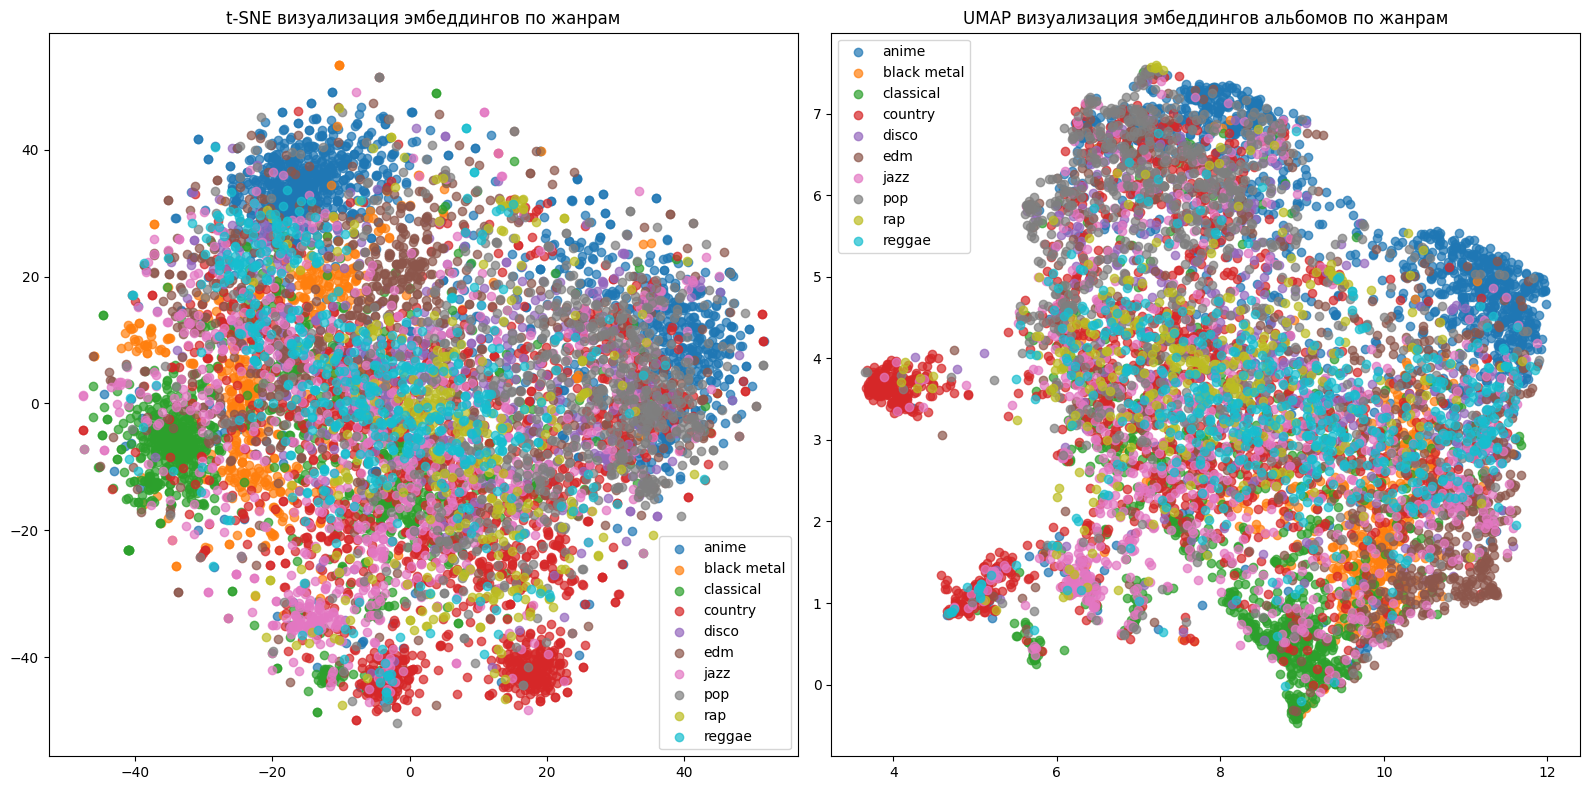 t-SNE визуализация эмбеддингов по жанрам
40
20
0
−20
−40
−40
−20
0
20
40
anime
black metal
classical
country
disco
edm
jazz
pop
rap
reggae
UMAP визуализация эмбеддингов альбомов по жанрам
anime
black metal
classical
country
disco
edm
jazz
pop
rap
reggae
7
6
5
4
3
2
1
0
4
6
8
10
12